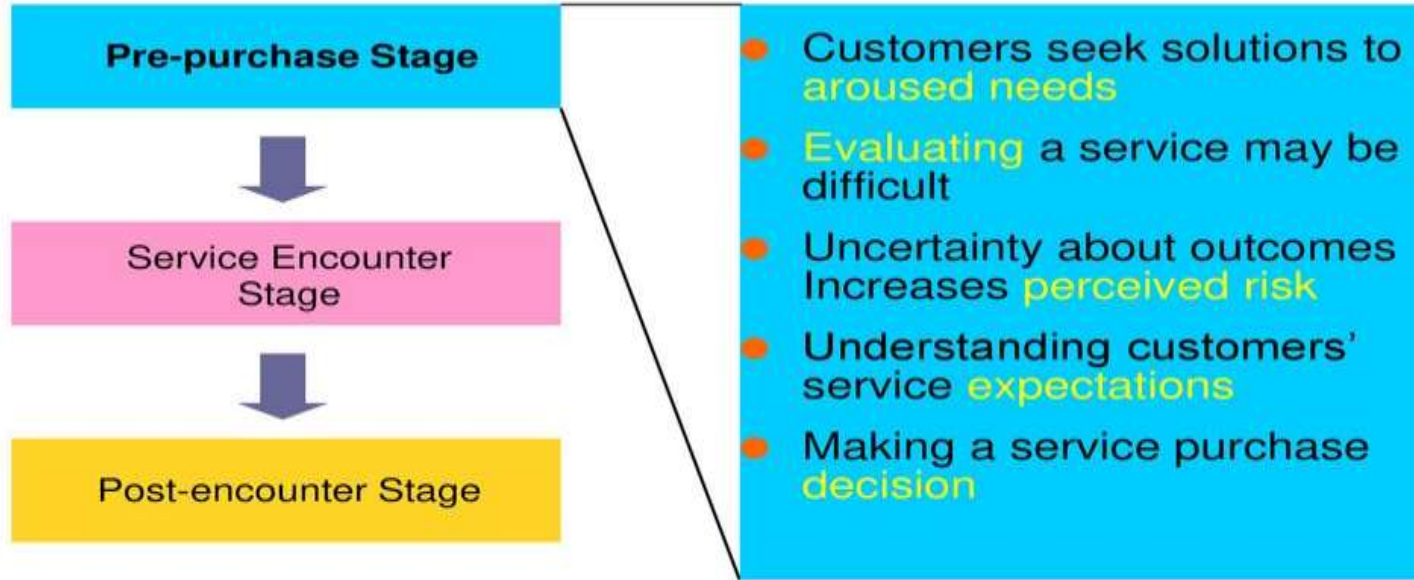 Pre-purchase Stage
Service Encounter
Stage
Post-encounter Stage
Customers seek solutions to
aroused needs
Evaluating a service may be
difficult
Uncertainty about outcomes
Increases perceived risk
Understanding customers’
service expectations
Making a service purchase
decision